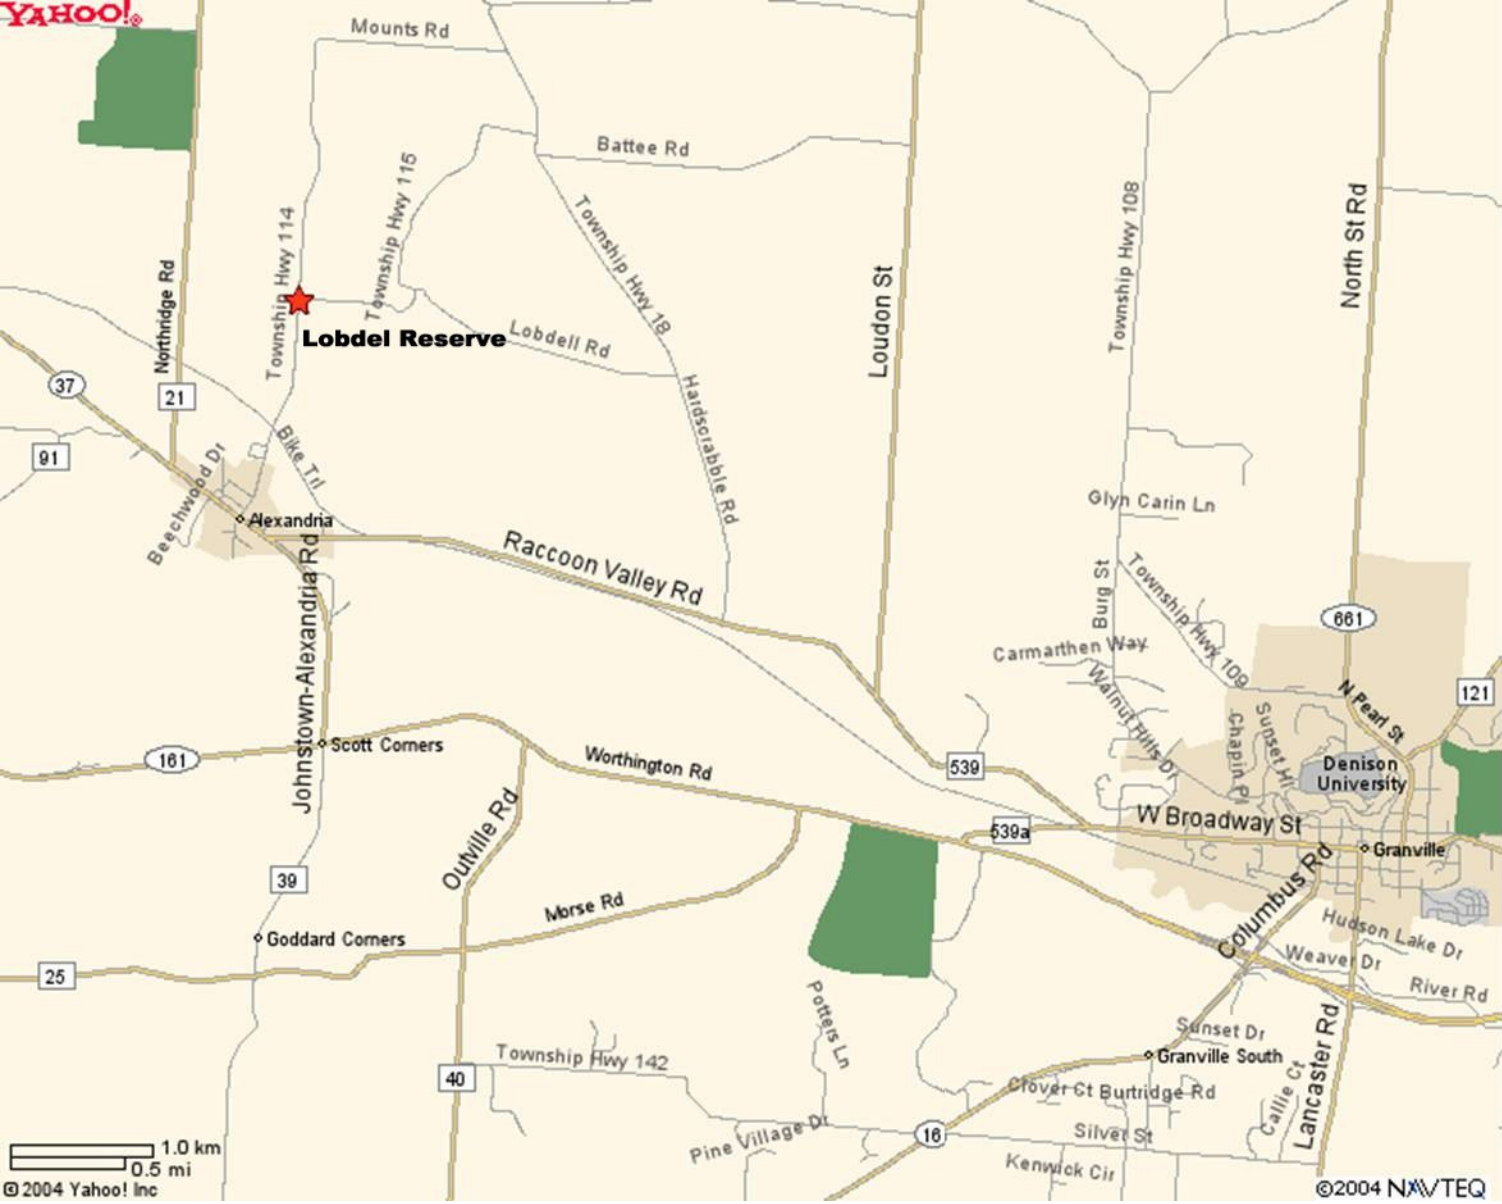 YAHOO!®
Mounts Rd
Battee Rd
Township Hwy 115
Township Hwy 114
Township Hwy 18
Township Hwy 108
North St Rd
Northridge Rd
Loudon St
Lobdel Reserve
Lobdell Rd
37
21
91
Hardscrabble Rd
Bike Trl
Beechwood Dr
Alexandria
Glyn Carin Ln
Raccoon Valley Rd
Burg St
Township Hwy 109
661
Carmarthen Way
Johnstown-Alexandria Rd
Walnut Hills Dr
N Pearl St
121
Chapin Pl
Sunset Hl
161
Scott Corners
Worthington Rd
539
Denison
University
539a
W Broadway St
Granville
Outville Rd
Columbus Rd
39
Morse Rd
Goddard Corners
Hudson Lake Dr
Weaver Dr
25
River Rd
Potters Ln
Sunset Dr
Township Hwy 142
Granville South
40
Clover Ct
Burtridge Rd
Callie Ct
Lancaster Rd
Pine Village Dr
16
Silver St
Kenwick Cir
1.0 km
0.5 mi
©2004 Yahoo! Inc
©2004 NAVTEQ